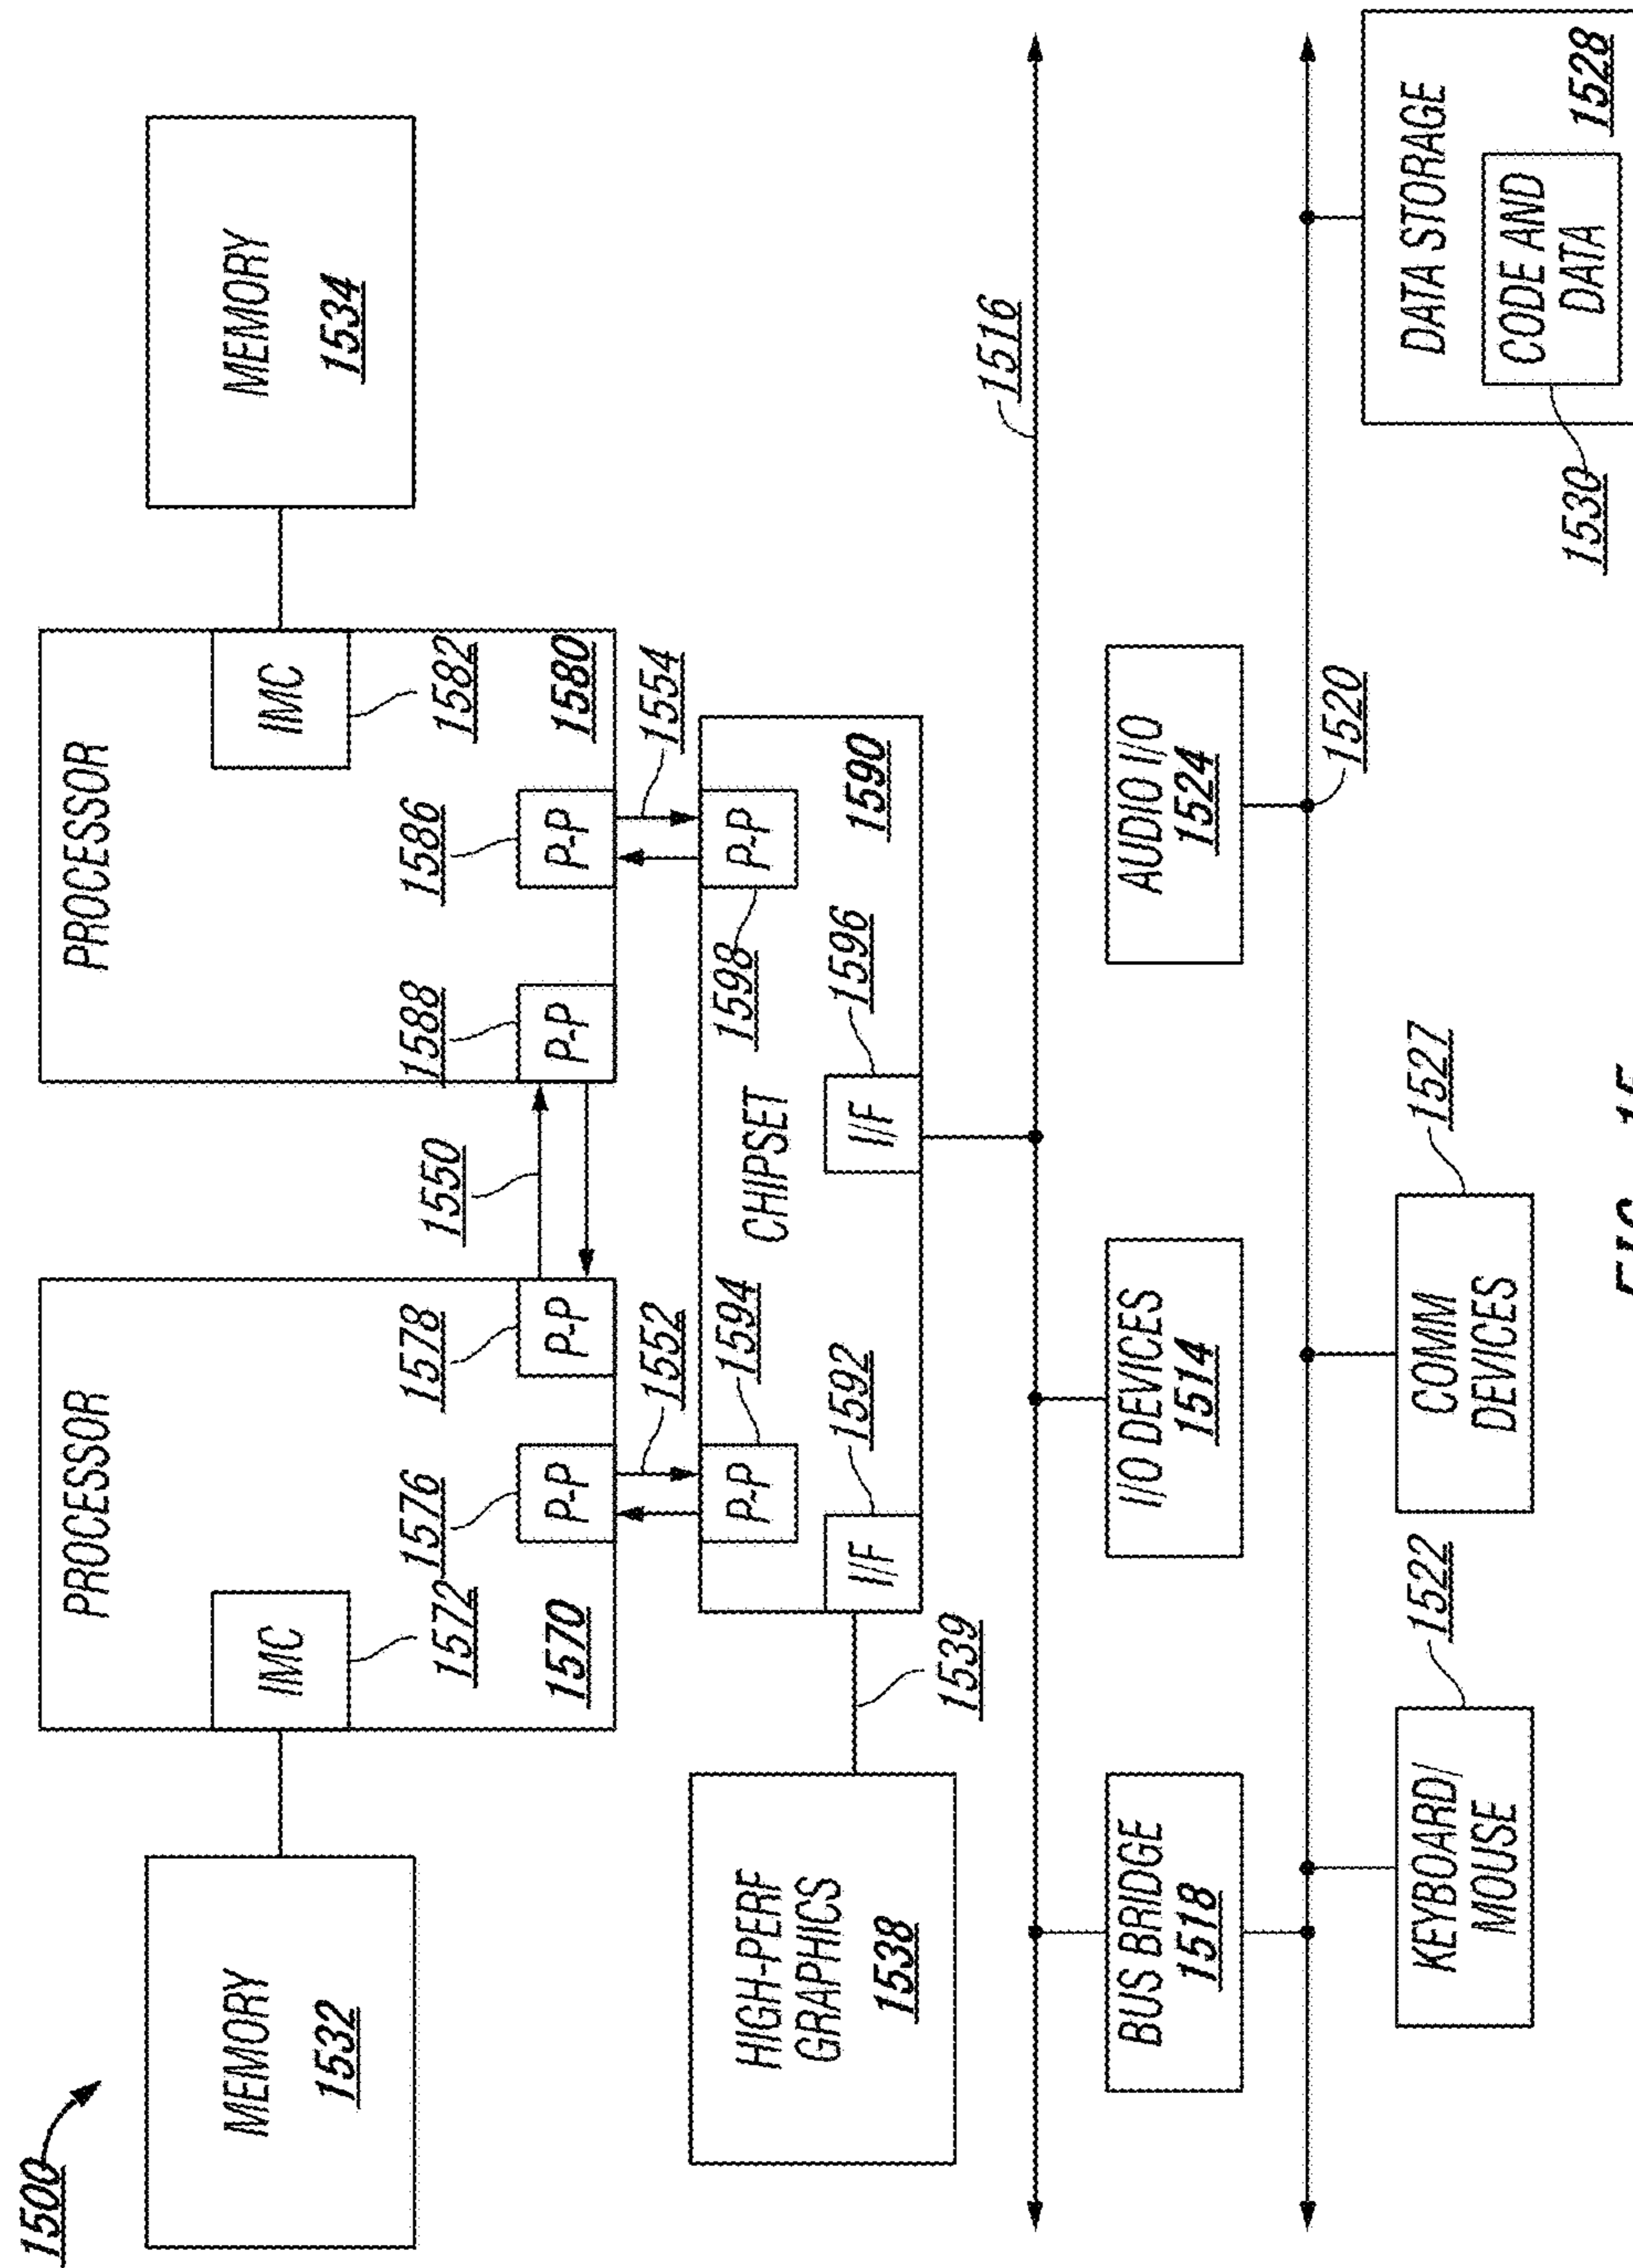 1500
MEMORY
1532
PROCESSOR
IMC
1572
1570
1576
P-P
1578
P-P
1550
PROCESSOR
1588
P-P
1586
P-P
IMC
1582
1580
MEMORY
1534
1552
1554
HIGH-PERF
GRAPHICS
1538
1539
P-P
1594
I/F
1592
CHIPSET
I/F
1596
P-P
1598
1590
1516
BUS BRIDGE
1518
I/O DEVICES
1514
AUDIO I/O
1524
1520
KEYBOARD/
MOUSE
1522
COMM
DEVICES
1527
DATA STORAGE
CODE AND
DATA
1528
1530
FIG. 15